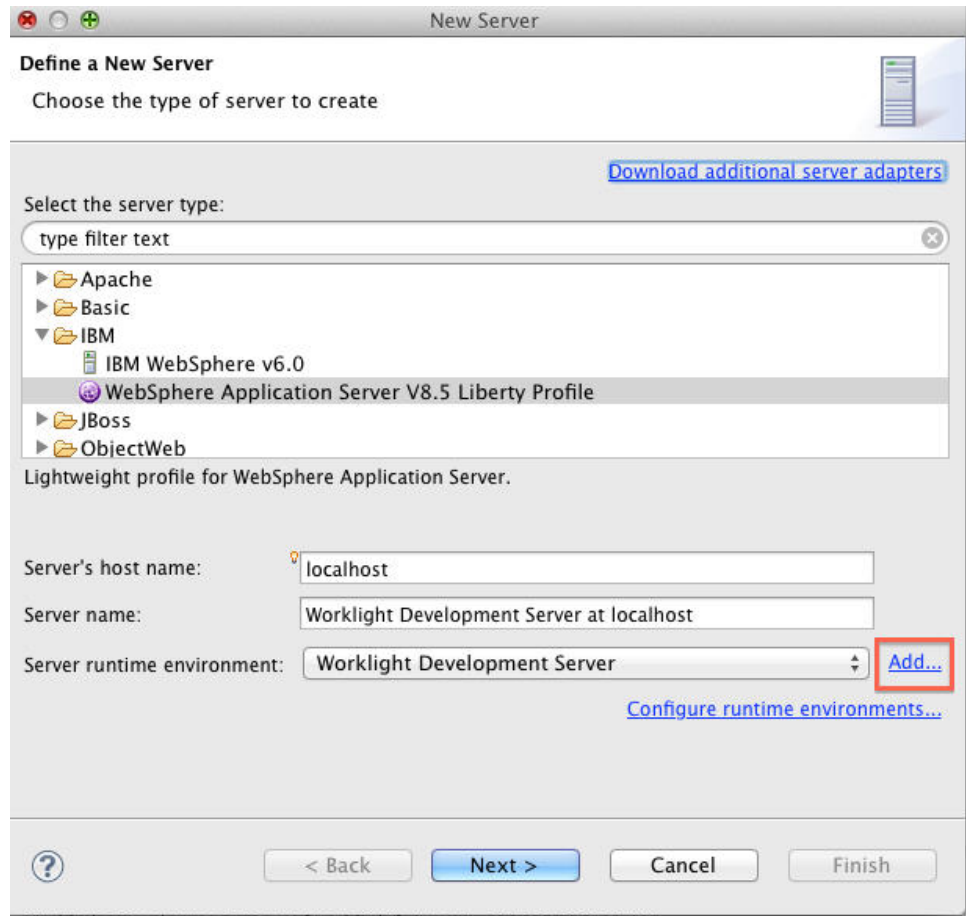 New Server
Define a New Server
Choose the type of server to create
Download additional server adapters
Select the server type:
type filter text
Apache
Basic
IBM
IBM WebSphere v6.0
WebSphere Application Server V8.5 Liberty Profile
JBoss
ObjectWeb
Lightweight profile for WebSphere Application Server.
Server's host name: localhost
Server name: Worklight Development Server at localhost
Server runtime environment: Worklight Development Server Add...
Configure runtime environments...
? < Back Next > Cancel Finish